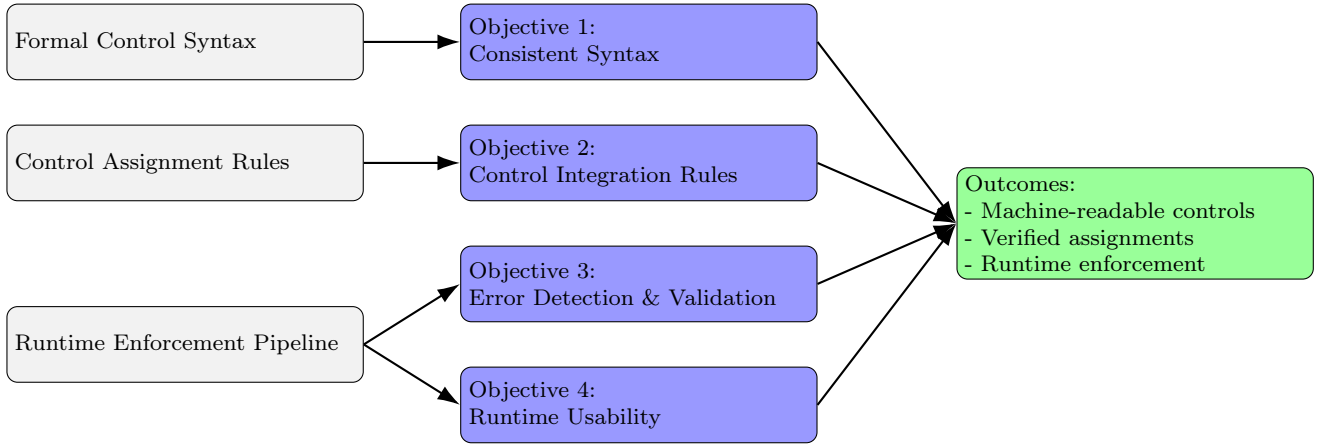 Formal Control Syntax
Objective 1:
Consistent Syntax
Control Assignment Rules
Objective 2:
Control Integration Rules
Outcomes:
- Machine-readable controls
- Verified assignments
- Runtime enforcement
Objective 3:
Error Detection & Validation
Runtime Enforcement Pipeline
Objective 4:
Runtime Usability